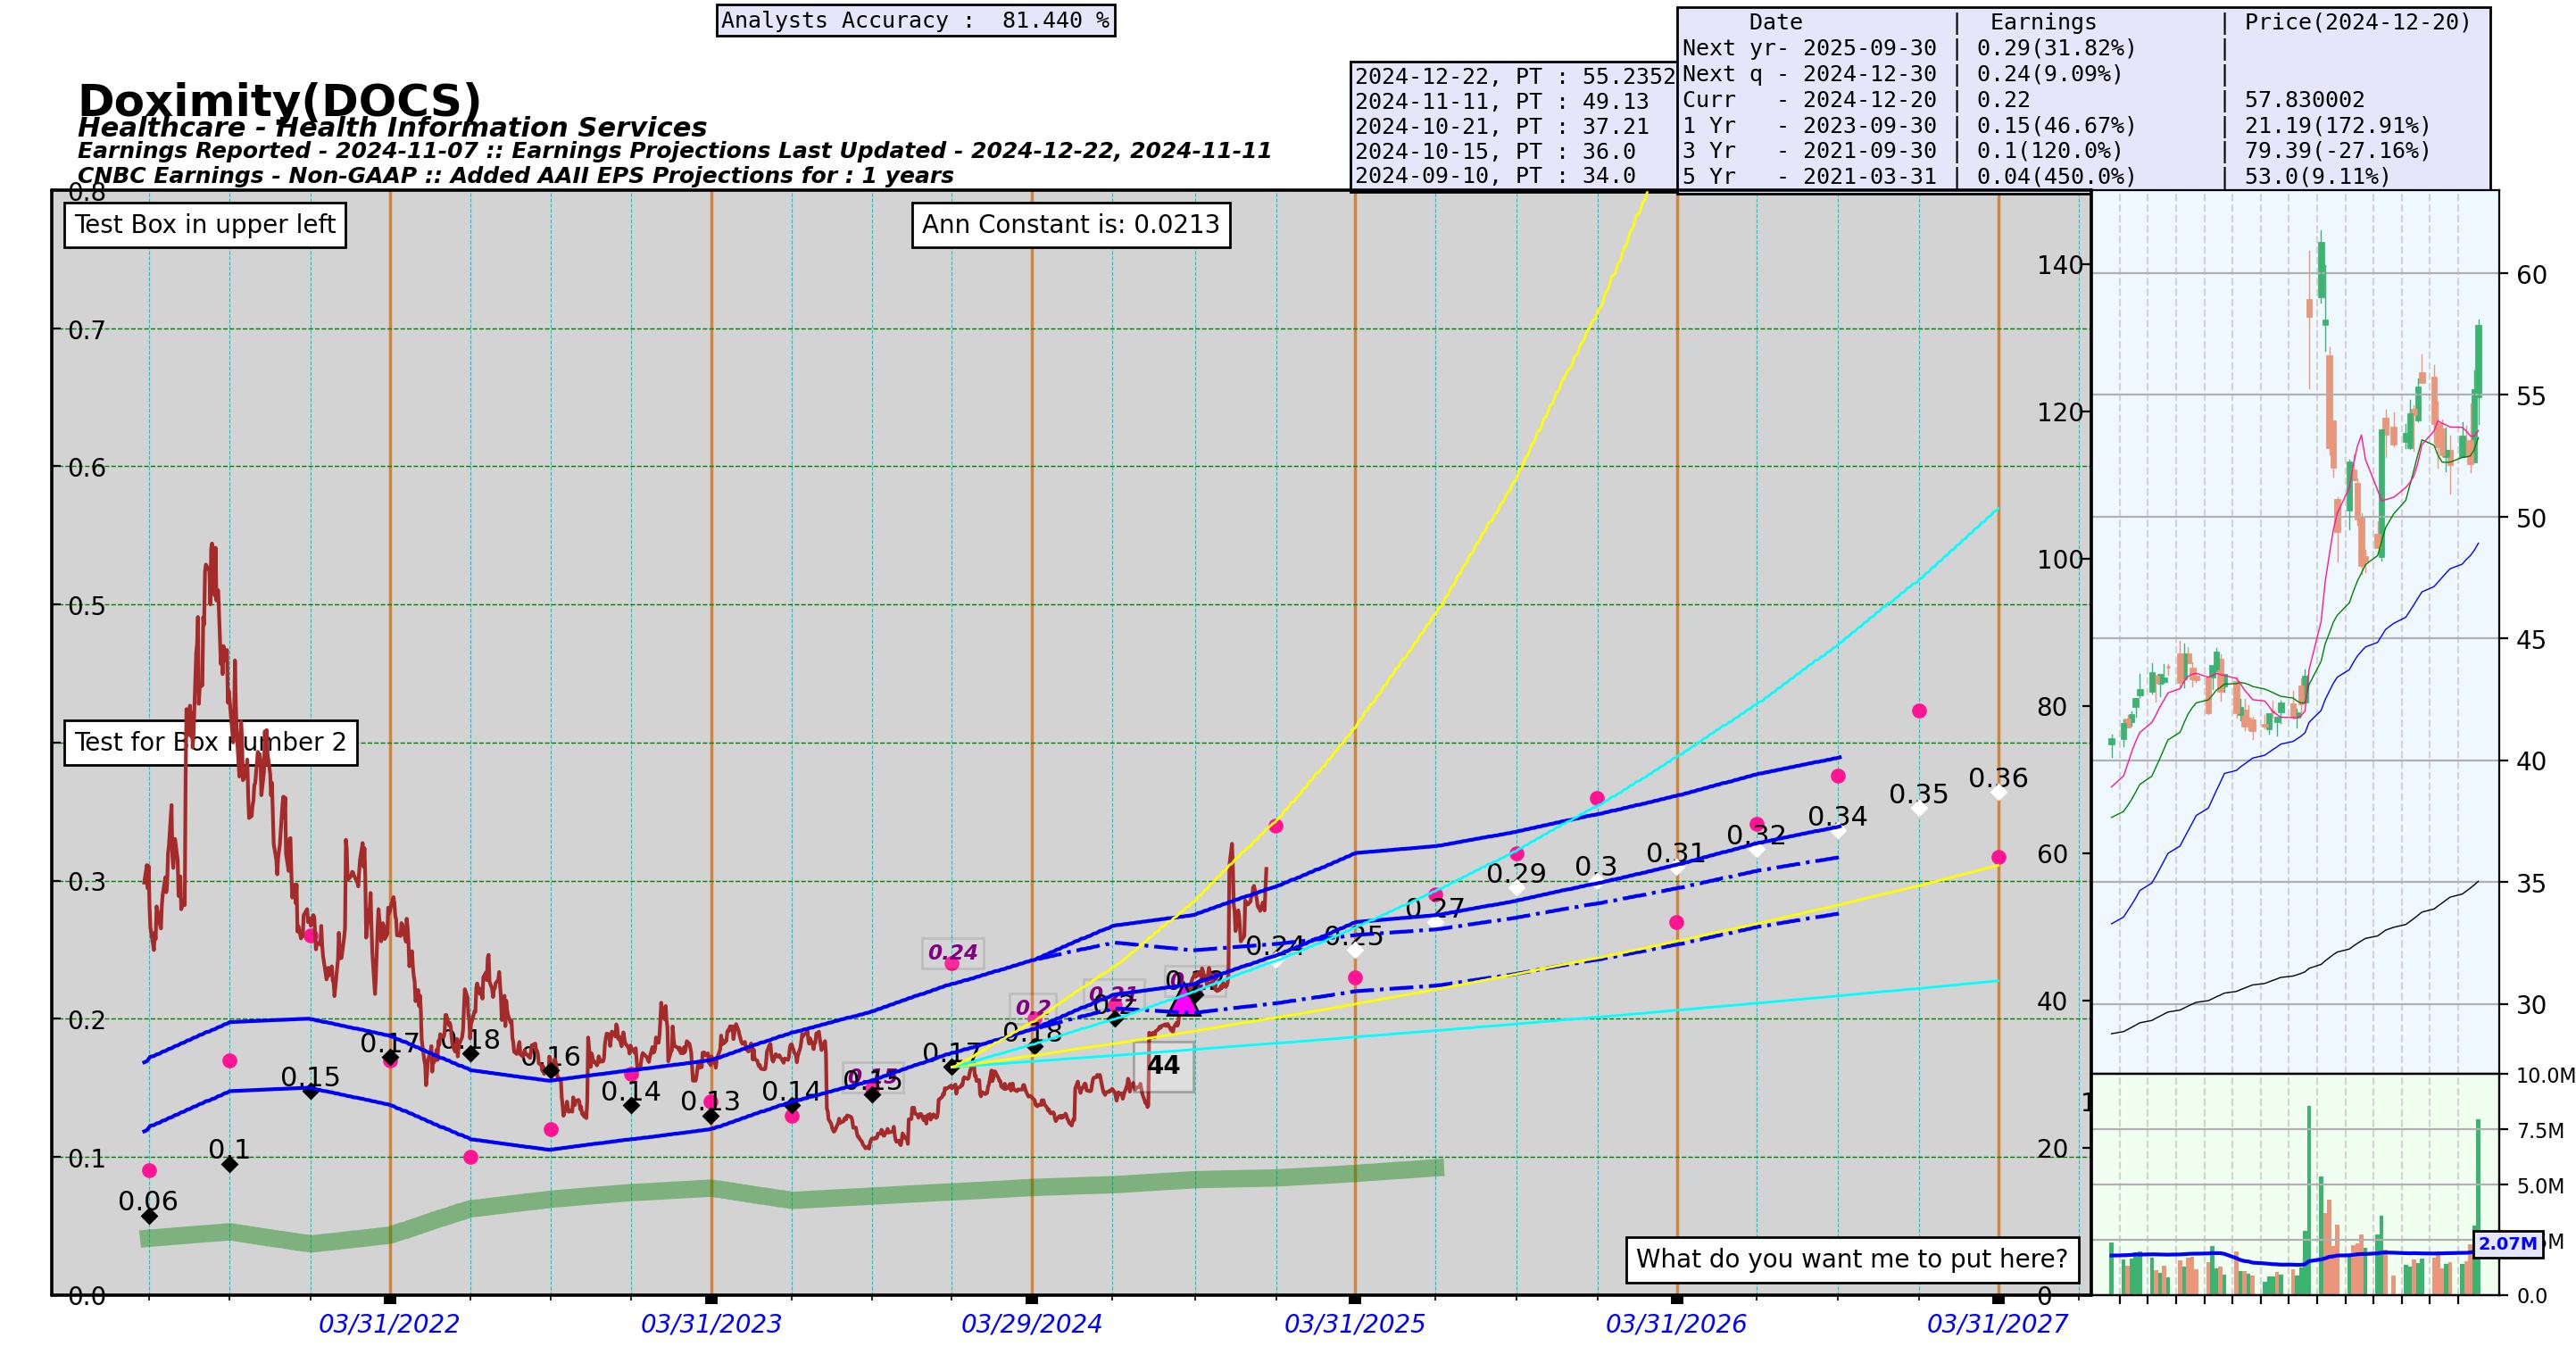 Analysts Accuracy :  81.440 %
Doximity(DOCS)
Healthcare - Health Information Services
Earnings Reported - 2024-11-07 :: Earnings Projections Last Updated - 2024-12-22, 2024-11-11
CNBC Earnings - Non-GAAP :: Added AAII EPS Projections for : 1 years
2024-12-22, PT : 55.2352
2024-11-11, PT : 49.13
2024-10-21, PT : 37.21
2024-10-15, PT : 36.0
2024-09-10, PT : 34.0
Date | Earnings | Price(2024-12-20)
Next yr- 2025-09-30 | 0.29(31.82%) |
Next q - 2024-12-30 | 0.24(9.09%) |
Curr - 2024-12-20 | 0.22 | 57.830002
1 Yr - 2023-09-30 | 0.15(46.67%) | 21.19(172.91%)
3 Yr - 2021-09-30 | 0.1(120.0%) | 79.39(-27.16%)
5 Yr - 2021-03-31 | 0.04(450.0%) | 53.0(9.11%)
Test Box in upper left
Ann Constant is: 0.0213
Test for Box number 2
What do you want me to put here?
0.8
0.7
0.6
0.5
0.3
0.2
0.1
0.0
0.06
0.1
0.15
0.17
0.18
0.16
0.14
0.13
0.14
0.15
0.15
0.24
0.17
0.2
0.18
0.21
0.2
44
0.24
0.25
0.27
0.29
0.3
0.31
0.32
0.34
0.35
0.36
140
120
100
80
60
40
20
0
60
55
50
45
40
35
30
10.0M
7.5M
5.0M
2.07M
0.0
03/31/2022
03/31/2023
03/29/2024
03/31/2025
03/31/2026
03/31/2027